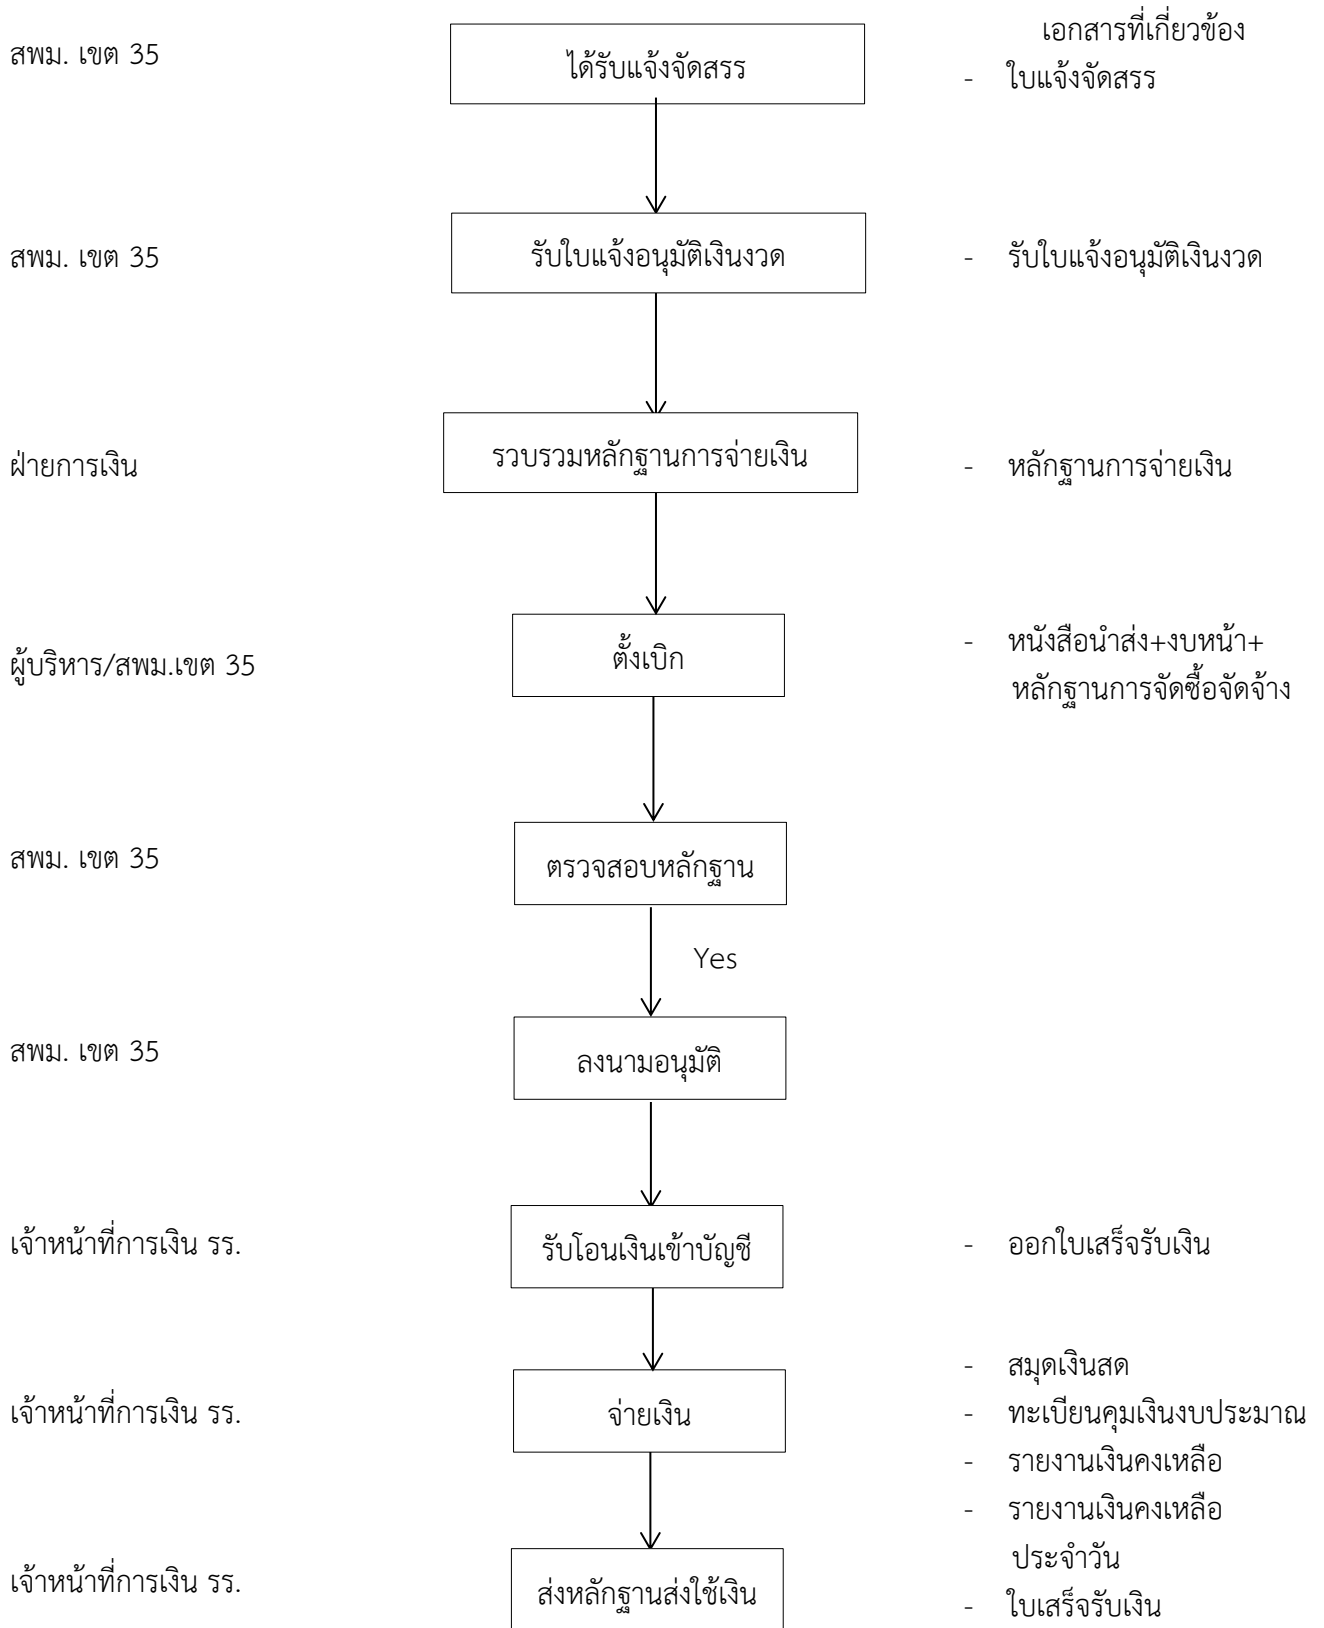 เอกสารที่เกี่ยวข้อง
สพม. เขต 35
ได้รับแจ้งจัดสรร
- ใบแจ้งจัดสรร
สพม. เขต 35
รับใบแจ้งอนุมัติเงินงวด
- รับใบแจ้งอนุมัติเงินงวด
ฝ่ายการเงิน
รวบรวมหลักฐานการจ่ายเงิน
- หลักฐานการจ่ายเงิน
ผู้บริหาร/สพม.เขต 35
ตั้งเบิก
- หนังสือนำส่ง+งบหน้า+
หลักฐานการจัดซื้อจัดจ้าง
สพม. เขต 35
ตรวจสอบหลักฐาน
Yes
สพม. เขต 35
ลงนามอนุมัติ
เจ้าหน้าที่การเงิน รร.
รับโอนเงินเข้าบัญชี
- ออกใบเสร็จรับเงิน
เจ้าหน้าที่การเงิน รร.
จ่ายเงิน
- สมุดเงินสด
- ทะเบียนคุมเงินงบประมาณ
- รายงานเงินคงเหลือ
- รายงานเงินคงเหลือ
ประจำวัน
เจ้าหน้าที่การเงิน รร.
ส่งหลักฐานส่งใช้เงิน
- ใบเสร็จรับเงิน